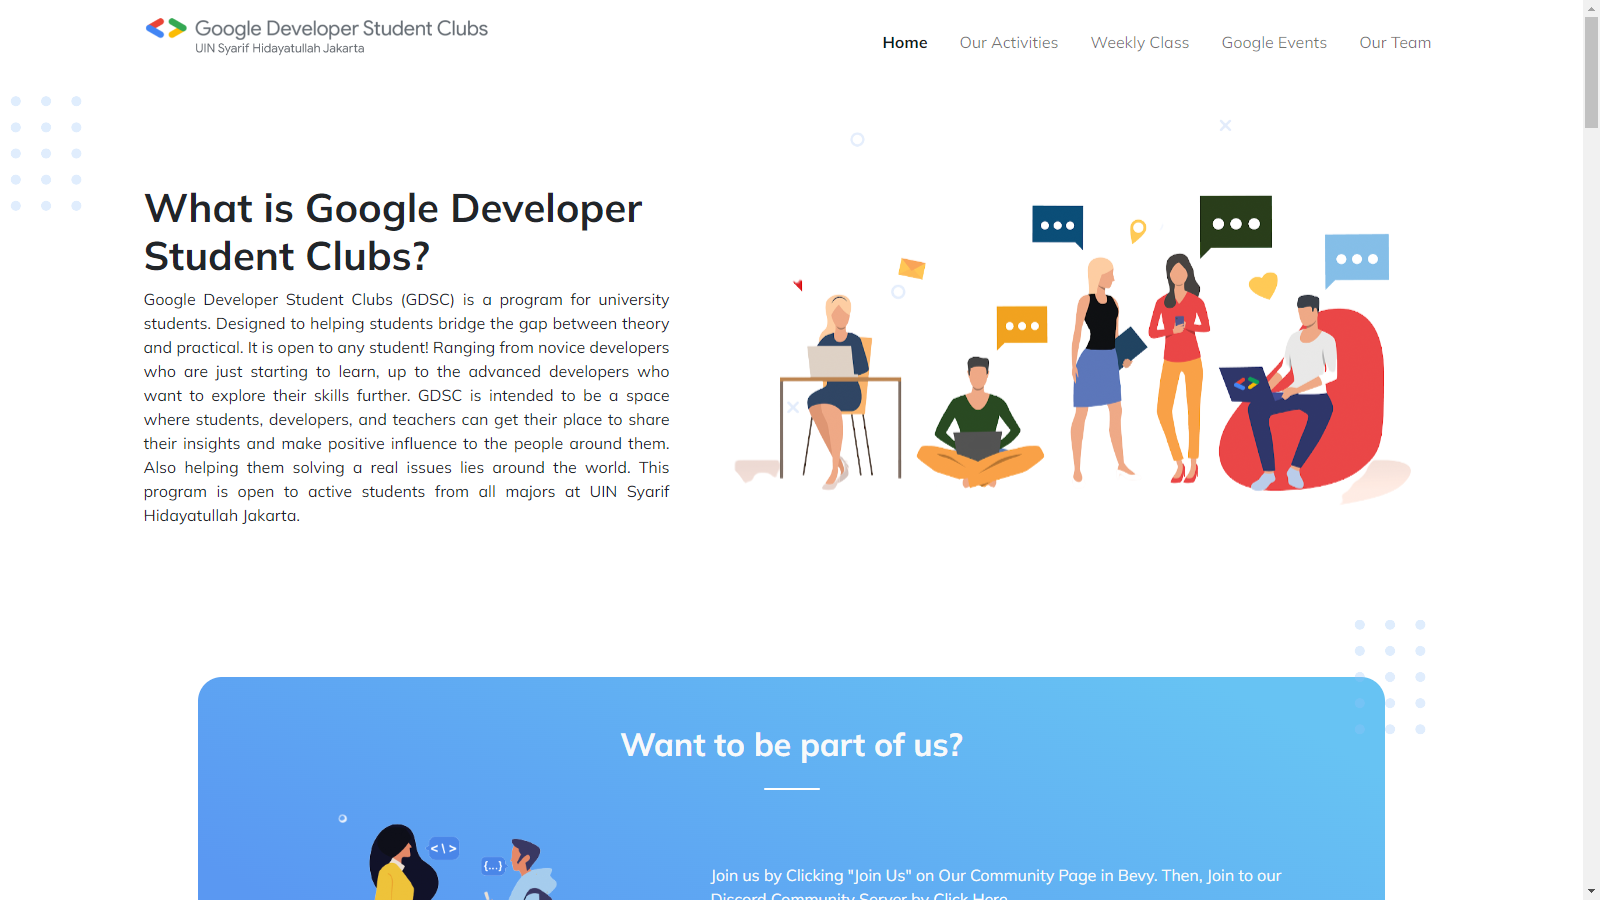 Google Developer Student Clubs
UIN Syarif Hidayatullah Jakarta
Home Our Activities Weekly Class Google Events Our Team
What is Google Developer
Student Clubs?
Google Developer Student Clubs (GDSC) is a program for university
students. Designed to helping students bridge the gap between theory
and practical. It is open to any student! Ranging from novice developers
who are just starting to learn, up to the advanced developers who
want to explore their skills further. GDSC is intended to be a space
where students, developers, and teachers can get their place to share
their insights and make positive influence to the people around them.
Also helping them solving a real issues lies around the world. This
program is open to active students from all majors at UIN Syarif
Hidayatullah Jakarta.
Want to be part of us?
<\>
{...}
Join us by Clicking "Join Us" on Our Community Page in Bevy. Then, Join to our
Discord Community Server by Click Here